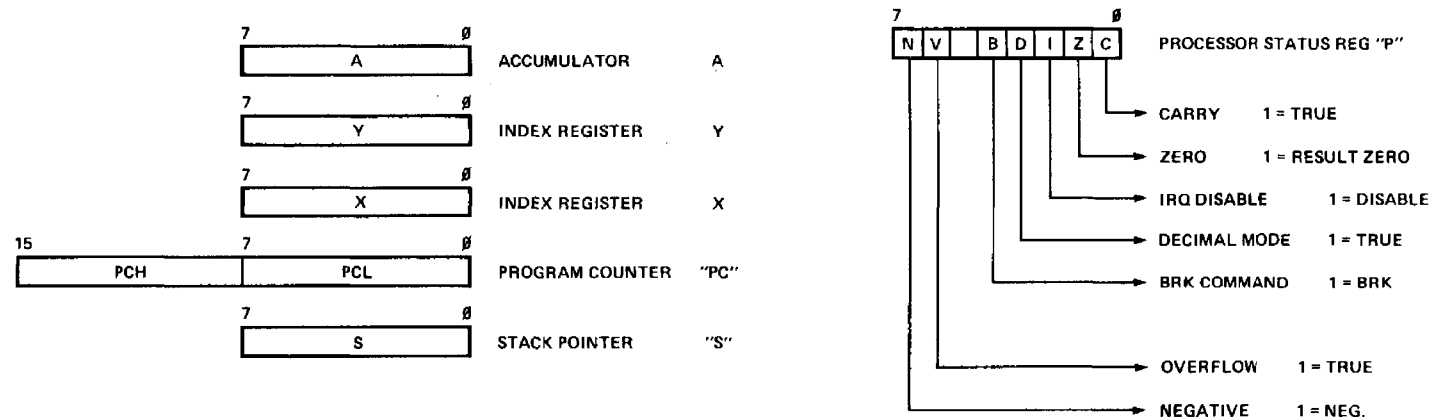 7 Ø
A ACCUMULATOR A
7 Ø
Y INDEX REGISTER Y
7 Ø
X INDEX REGISTER X
15 7 Ø
PCH PCL PROGRAM COUNTER "PC"
7 Ø
S STACK POINTER "S"
7 Ø
N V B D I Z C PROCESSOR STATUS REG "P"
CARRY 1 = TRUE
ZERO 1 = RESULT ZERO
IRQ DISABLE 1 = DISABLE
DECIMAL MODE 1 = TRUE
BRK COMMAND 1 = BRK
OVERFLOW 1 = TRUE
NEGATIVE 1 = NEG.